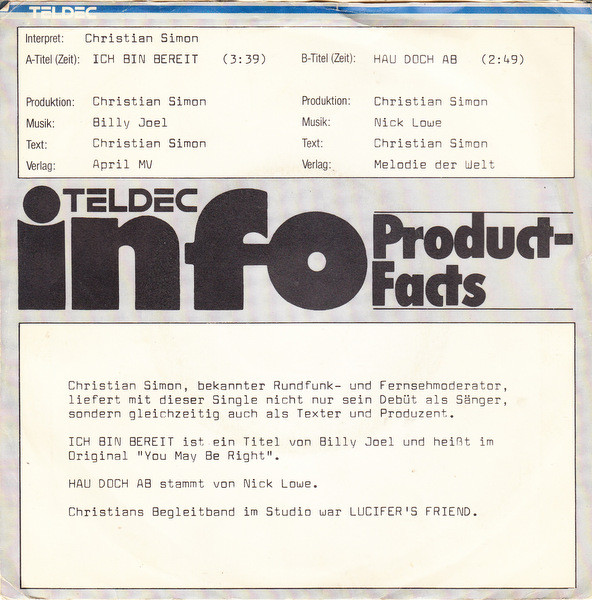 TELDEC
Interpret: Christian Simon
A-Titel (Zeit): ICH BIN BEREIT (3:39) B-Titel (Zeit): HAU DOCH AB (2:49)
Produktion: Christian Simon Produktion: Christian Simon
Musik: Billy Joel Musik: Nick Lowe
Text: Christian Simon Text: Christian Simon
Verlag: April MV Verlag: Melodie der Welt
TELDEC
info Product-
Facts
Christian Simon, bekannter Rundfunk- und Fernsehmoderator,
liefert mit dieser Single nicht nur sein Debüt als Sänger,
sondern gleichzeitig auch als Texter und Produzent.
ICH BIN BEREIT ist ein Titel von Billy Joel und heißt im
Original "You May Be Right".
HAU DOCH AB stammt von Nick Lowe.
Christians Begleitband im Studio war LUCIFER'S FRIEND.